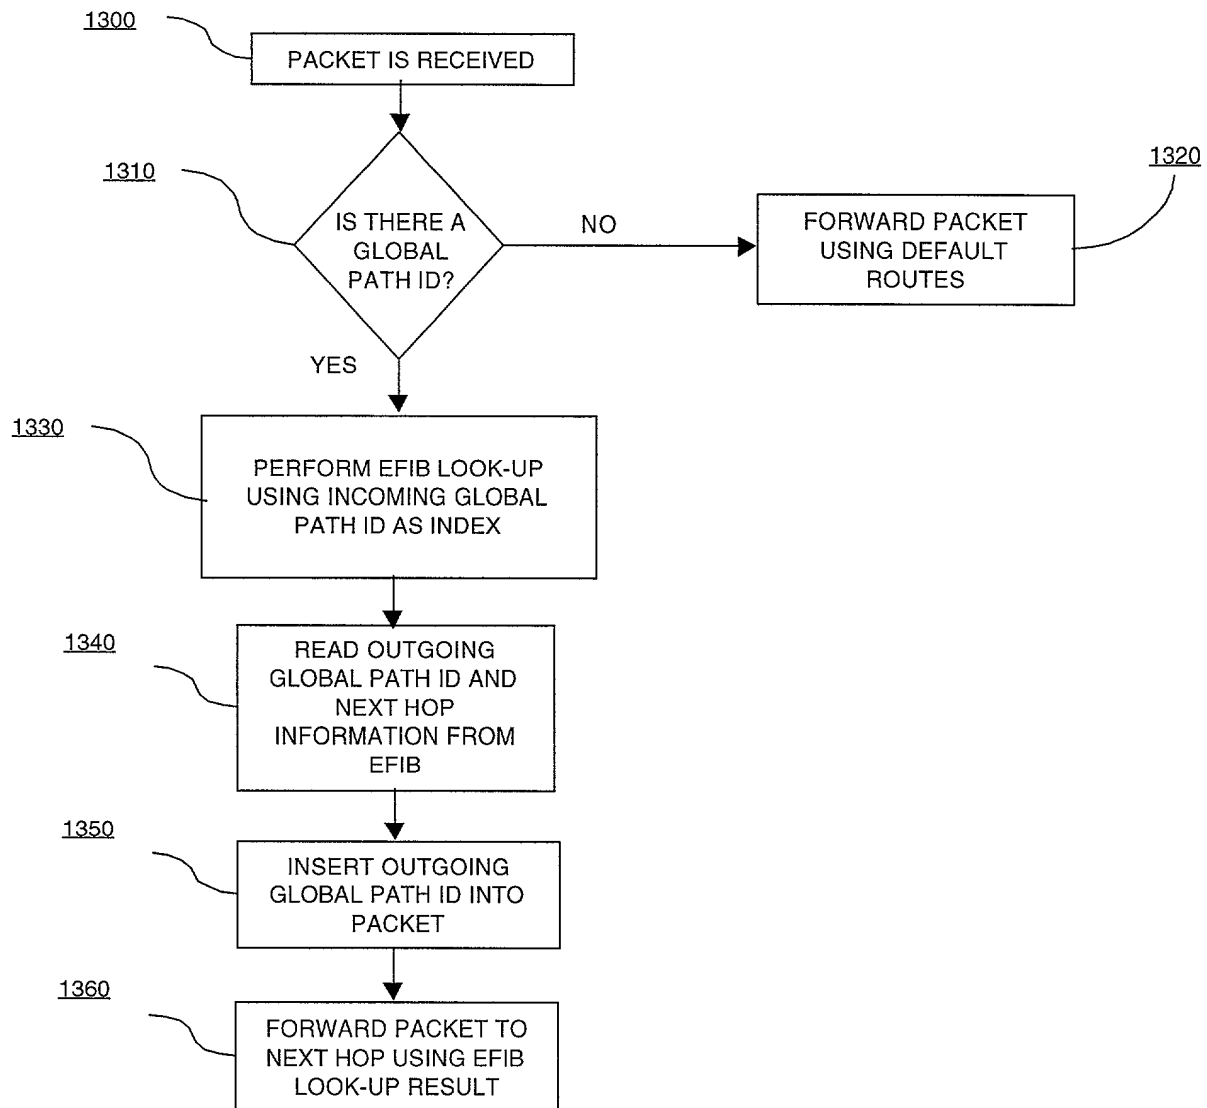 1300
PACKET IS RECEIVED
1310
IS THERE A
GLOBAL
PATH ID?
NO
1320
FORWARD PACKET
USING DEFAULT
ROUTES
YES
1330
PERFORM EFIB LOOK-UP
USING INCOMING GLOBAL
PATH ID AS INDEX
1340
READ OUTGOING
GLOBAL PATH ID AND
NEXT HOP
INFORMATION FROM
EFIB
1350
INSERT OUTGOING
GLOBAL PATH ID INTO
PACKET
1360
FORWARD PACKET TO
NEXT HOP USING EFIB
LOOK-UP RESULT